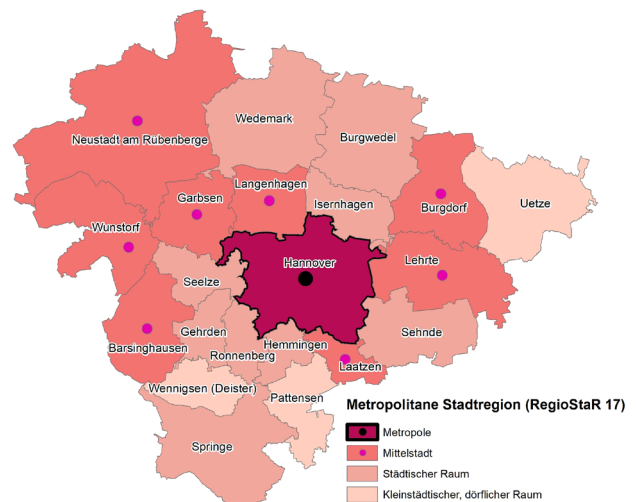 Wedemark
Neustadt am Rübenberge
Burgwedel
Langenhagen
Garbsen
Isernhagen
Burgdorf
Uetze
Wunstorf
Hannover
Lehrte
Seelze
Gehrden
Sehnde
Barsinghausen
Ronnenberg
Hemmingen
Laatzen
Wennigsen (Deister)
Pattensen
Springe
Metropolitane Stadtregion (RegioStaR 17)
Metropole
Mittelstadt
Städtischer Raum
Kleinstädtischer, dörflicher Raum